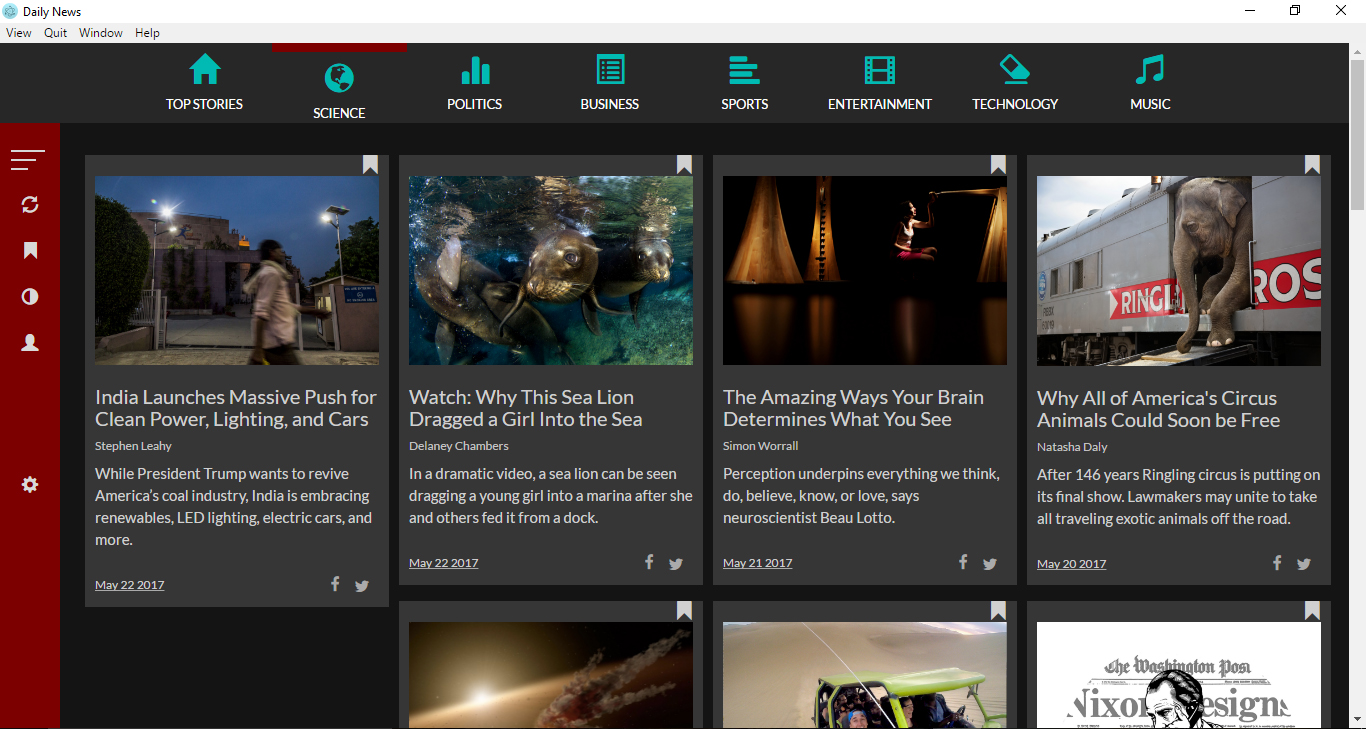 Daily News
View Quit Window Help
TOP STORIES
SCIENCE
POLITICS
BUSINESS
SPORTS
ENTERTAINMENT
TECHNOLOGY
MUSIC
India Launches Massive Push for
Clean Power, Lighting, and Cars
Stephen Leahy
While President Trump wants to revive
America's coal industry, India is embracing
renewables, LED lighting, electric cars, and
more.
May 22 2017
Watch: Why This Sea Lion
Dragged a Girl Into the Sea
Delaney Chambers
In a dramatic video, a sea lion can be seen
dragging a young girl into a marina after she
and others fed it from a dock.
May 22 2017
The Amazing Ways Your Brain
Determines What You See
Simon Worrall
Perception underpins everything we think,
do, believe, know, or love, says
neuroscientist Beau Lotto.
May 21 2017
RINGL
ROS
Why All of America's Circus
Animals Could Soon be Free
Natasha Daly
After 146 years Ringling circus is putting on
its final show. Lawmakers may unite to take
all traveling exotic animals off the road.
May 20 2017
The Washington Post
Nixon
esigns